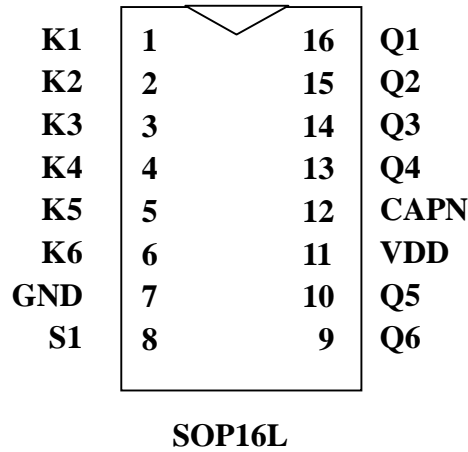 K1 1 16 Q1
K2 2 15 Q2
K3 3 14 Q3
K4 4 13 Q4
K5 5 12 CAPN
K6 6 11 VDD
GND 7 10 Q5
S1 8 9 Q6
SOP16L